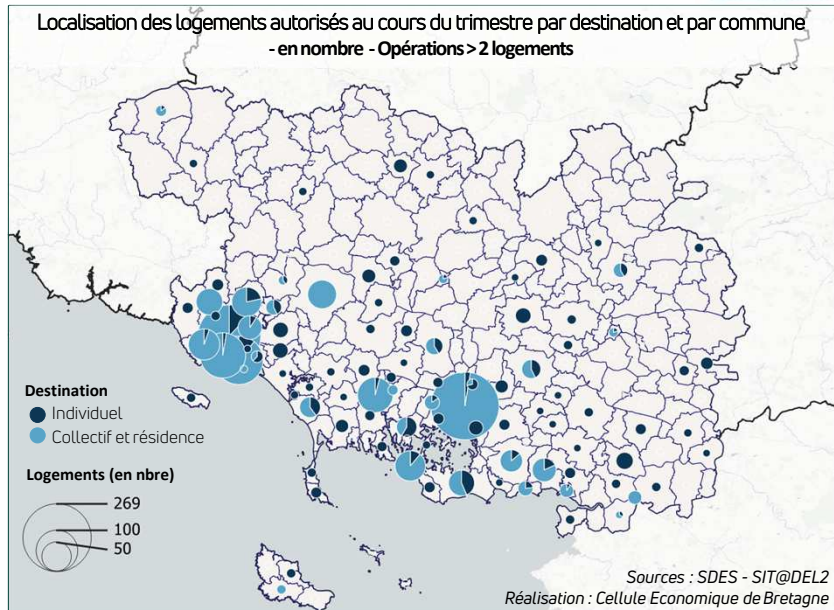 Localisation des logements autorisés au cours du trimestre par destination et par commune
- en nombre - Opérations > 2 logements
Destination
Individuel
Collectif et résidence
Logements (en nbre)
269
100
50
Sources : SDES - SIT@DEL2
Réalisation : Cellule Economique de Bretagne